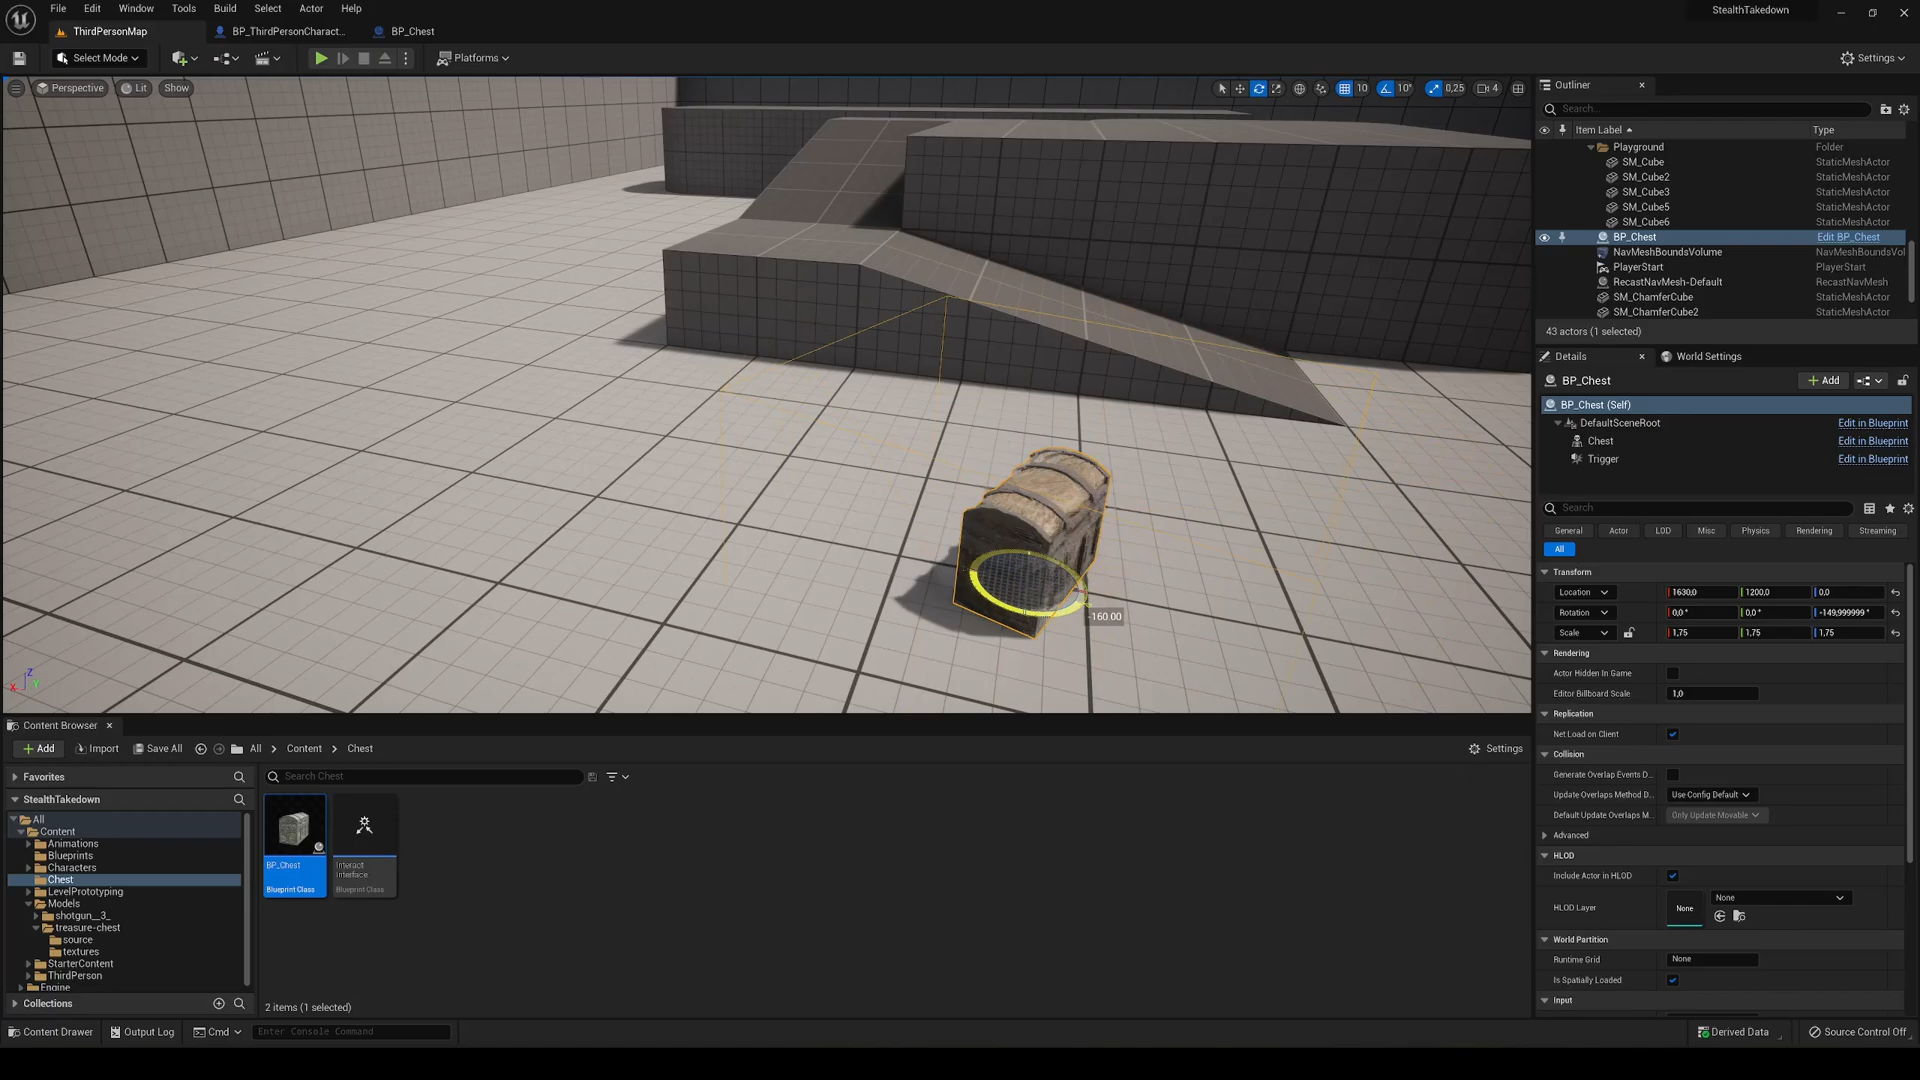 File Edit Window Tools Build Select Actor Help
StealthTakedown
ThirdPersonMap BP_ThirdPersonCharact... BP_Chest
Select Mode Platforms Settings
Perspective Lit Show 10 10° 0,25 4
-160.00
Z
X Y
Outliner
Search...
Item Label Type
Playground Folder
SM_Cube StaticMeshActor
SM_Cube2 StaticMeshActor
SM_Cube3 StaticMeshActor
SM_Cube5 StaticMeshActor
SM_Cube6 StaticMeshActor
BP_Chest Edit BP_Chest
NavMeshBoundsVolume NavMeshBoundsVol
PlayerStart PlayerStart
RecastNavMesh-Default RecastNavMesh
SM_ChamferCube StaticMeshActor
SM_ChamferCube2 StaticMeshActor
43 actors (1 selected)
Details World Settings
BP_Chest Add
BP_Chest (Self)
DefaultSceneRoot Edit in Blueprint
Chest Edit in Blueprint
Trigger Edit in Blueprint
Search
General Actor LOD Misc Physics Rendering Streaming
All
Transform
Location 1630,0 1200,0 0,0
Rotation 0,0 ° 0,0 ° -149,999999 °
Scale 1,75 1,75 1,75
Rendering
Actor Hidden In Game
Editor Billboard Scale 1,0
Replication
Net Load on Client
Collision
Generate Overlap Events D...
Update Overlaps Method D... Use Config Default
Default Update Overlaps M... Only Update Movable
Advanced
HLOD
Include Actor in HLOD
HLOD Layer None None
World Partition
Runtime Grid None
Is Spatially Loaded
Input
Content Browser
Add Import Save All All Content Chest Settings
Favorites
StealthTakedown
All
Content
Animations
Blueprints
Characters
Chest
LevelPrototyping
Models
shotgun__3_
treasure-chest
source
textures
StarterContent
ThirdPerson
Engine
Collections
Search Chest
BP_Chest
Blueprint Class
Interact
Interface
Blueprint Class
2 items (1 selected)
Content Drawer Output Log Cmd Enter Console Command Derived Data Source Control Off